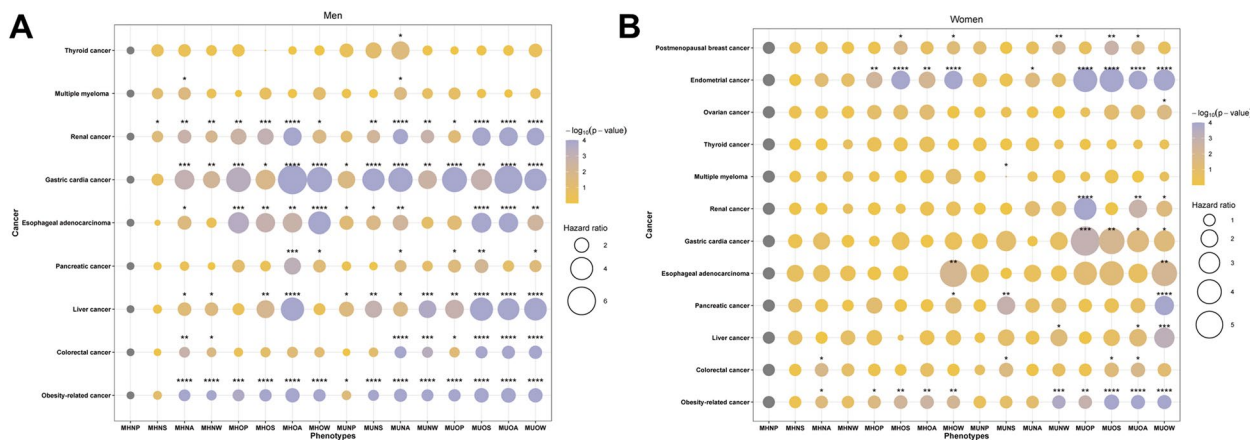 A
Men
Thyroid cancer
*
Multiple myeloma
* *
Renal cancer
* ** ** ** *** **** * ** **** ** * **** **** ****
Gastric cardia cancer
*** ** *** * **** **** * **** **** ** **** ** **** ****
Esophageal adenocarcinoma
* *** ** ** **** * * ** **** **** **
Pancreatic cancer
*** * * ** *
Liver cancer
* * ** **** * ** * *** ** **** **** ****
Colorectal cancer
** * **** *** * **** **** ****
Obesity-related cancer
**** **** *** **** **** **** * **** **** **** **** **** **** ****
MHNP MHNS MHNA MHNW MHOP MHOS MHOA MHOW MUNP MUNS MUNA MUNW MUOP MUOS MUOA MUOW
Phenotypes
Cancer
−log10(p−value)
4
3
2
1
Hazard ratio
2
4
6
B
Women
Postmenopausal breast cancer
* * ** ** *
Endometrial cancer
** **** ** **** * **** **** **** ****
Ovarian cancer
*
Thyroid cancer
Multiple myeloma
*
Renal cancer
**** ** *
Gastric cardia cancer
*** ** * *
Esophageal adenocarcinoma
** **
Pancreatic cancer
* ** ****
Liver cancer
* * ***
Colorectal cancer
* * * *
Obesity-related cancer
* * ** ** ** *** ** **** **** ****
MHNP MHNS MHNA MHNW MHOP MHOS MHOA MHOW MUNP MUNS MUNA MUNW MUOP MUOS MUOA MUOW
Phenotypes
Cancer
−log10(p−value)
4
3
2
1
Hazard ratio
1
2
3
4
5